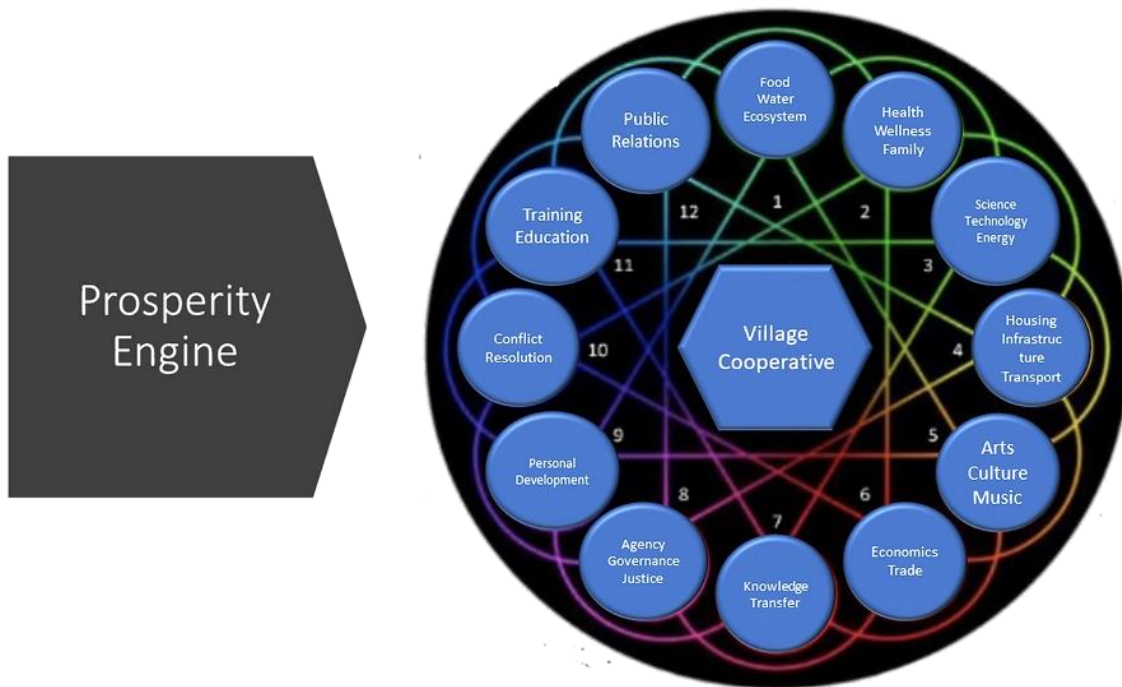 Prosperity
Engine
Food
Water
Ecosystem
Health
Wellness
Family
Science
Technology
Energy
Housing
Infrastruc
ture
Transport
Arts
Culture
Music
Economics
Trade
Knowledge
Transfer
Agency
Governance
Justice
Personal
Development
Conflict
Resolution
Training
Education
Public
Relations
1
2
3
4
5
6
7
8
9
10
11
12
Village
Cooperative